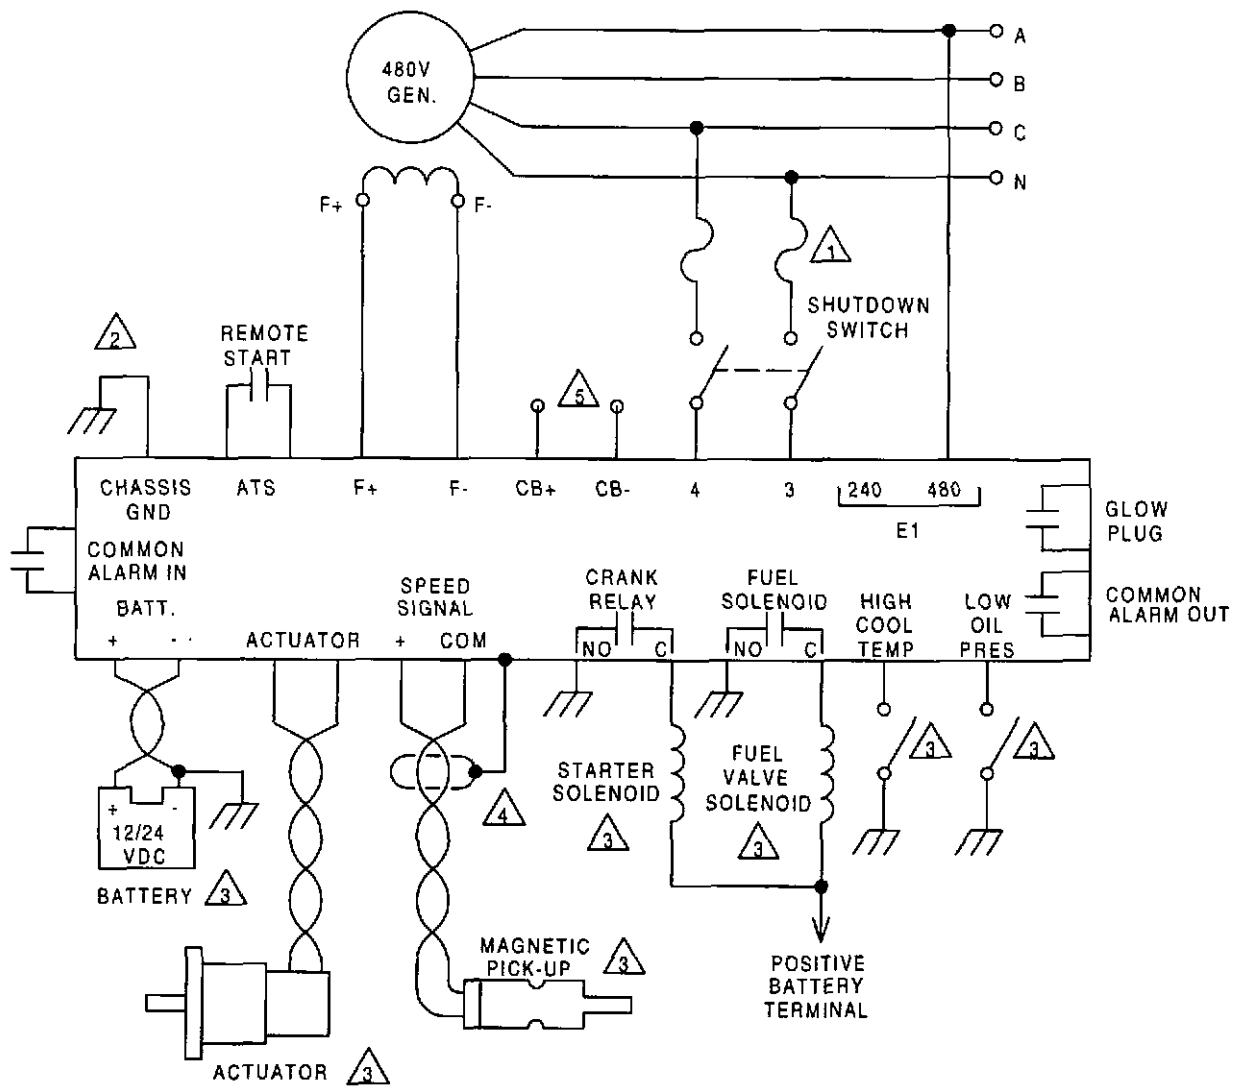 480V
GEN.
A
B
C
N
F+
F-
1
SHUTDOWN
SWITCH
2
REMOTE
START
5
CHASSIS
GND
ATS
F+
F-
CB+
CB-
4
3
240
480
E1
GLOW
PLUG
COMMON
ALARM IN
COMMON
ALARM OUT
BATT.
+
-
ACTUATOR
SPEED
SIGNAL
+
COM
CRANK
RELAY
NO
C
FUEL
SOLENOID
NO
C
HIGH
COOL
TEMP
LOW
OIL
PRES
3
3
STARTER
SOLENOID
3
FUEL
VALVE
SOLENOID
3
4
+
-
12/24
VDC
BATTERY
3
MAGNETIC
PICK-UP
3
POSITIVE
BATTERY
TERMINAL
ACTUATOR
3